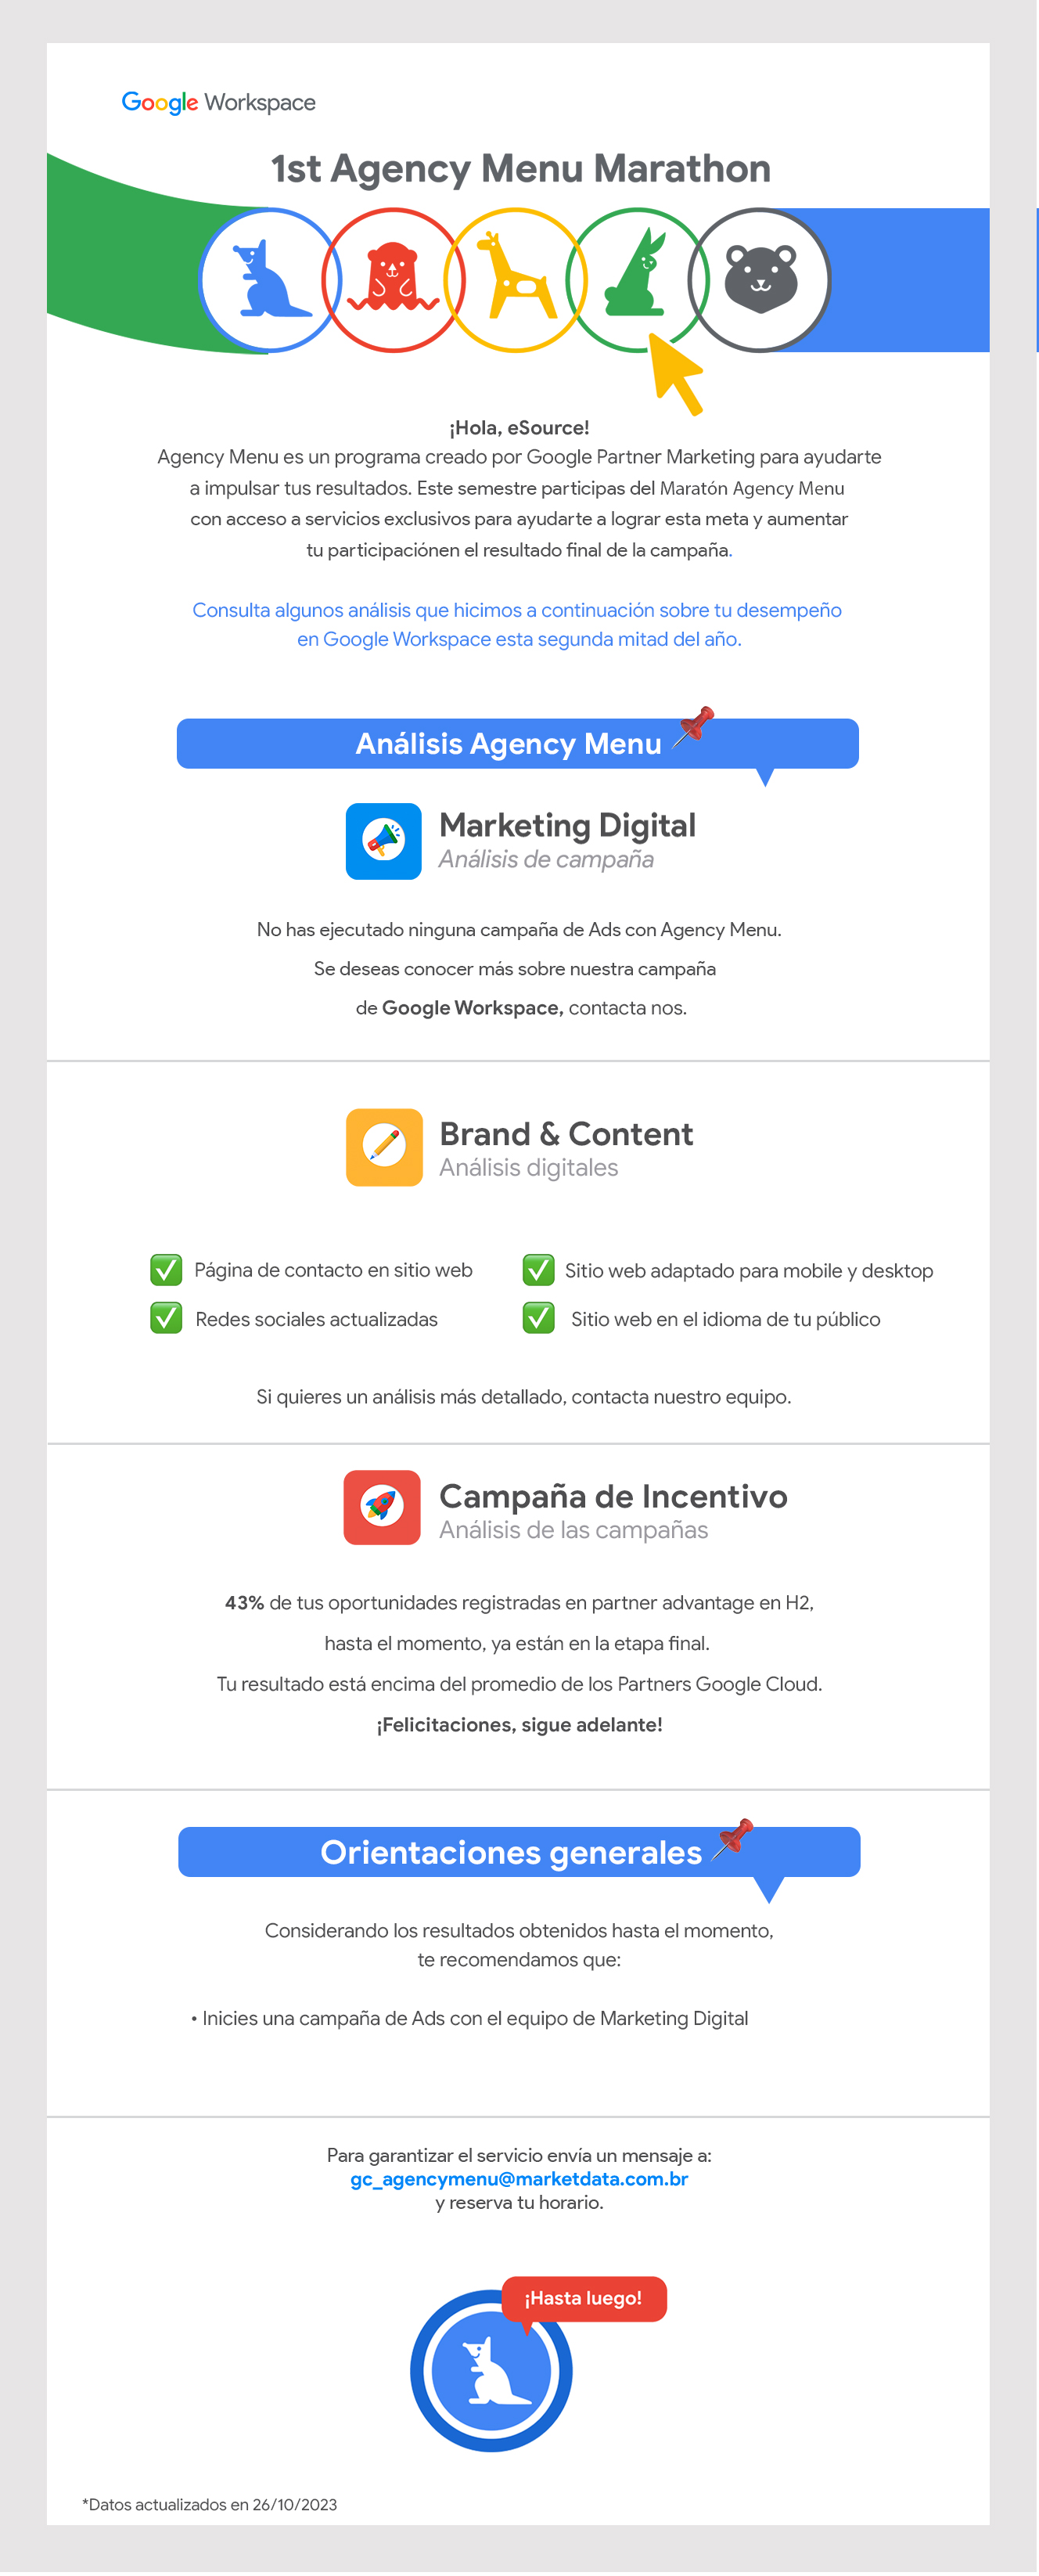 Google Workspace
1st Agency Menu Marathon
¡Hola, eSource!
Agency Menu es un programa creado por Google Partner Marketing para ayudarte
a impulsar tus resultados. Este semestre participas del Maratón Agency Menu
con acceso a servicios exclusivos para ayudarte a lograr esta meta y aumentar
tu participaciónen el resultado final de la campaña.
Consulta algunos análisis que hicimos a continuación sobre tu desempeño
en Google Workspace esta segunda mitad del año.
Análisis Agency Menu
Marketing Digital
Análisis de campaña
No has ejecutado ninguna campaña de Ads con Agency Menu.
Se deseas conocer más sobre nuestra campaña
de Google Workspace, contacta nos.
Brand & Content
Análisis digitales
Página de contacto en sitio web
Sitio web adaptado para mobile y desktop
Redes sociales actualizadas
Sitio web en el idioma de tu público
Si quieres un análisis más detallado, contacta nuestro equipo.
Campaña de Incentivo
Análisis de las campañas
43% de tus oportunidades registradas en partner advantage en H2,
hasta el momento, ya están en la etapa final.
Tu resultado está encima del promedio de los Partners Google Cloud.
¡Felicitaciones, sigue adelante!
Orientaciones generales
Considerando los resultados obtenidos hasta el momento,
te recomendamos que:
• Inicies una campaña de Ads con el equipo de Marketing Digital
Para garantizar el servicio envía un mensaje a:
gc_agencymenu@marketdata.com.br
y reserva tu horario.
¡Hasta luego!
*Datos actualizados en 26/10/2023